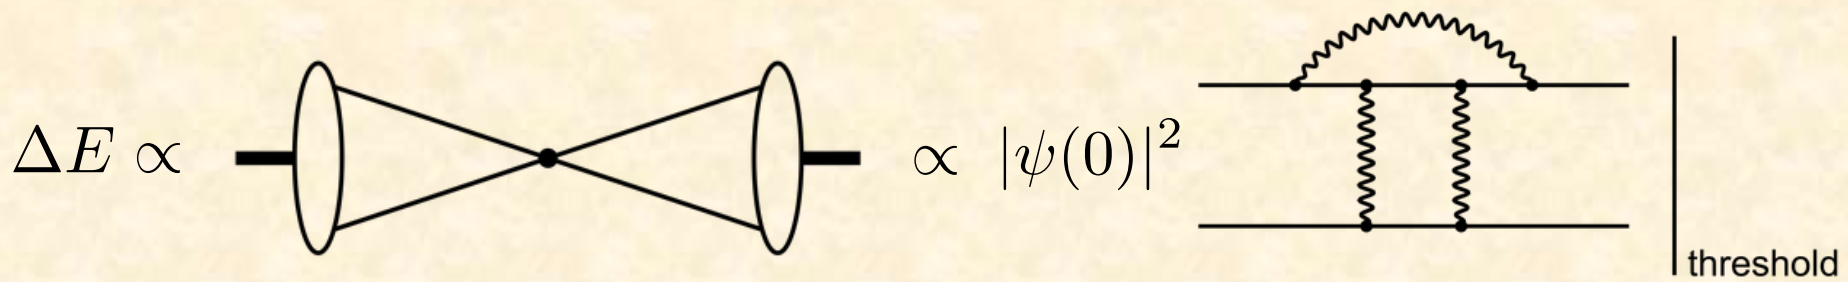 ΔE ∝ ∝ |ψ(0)|²
threshold